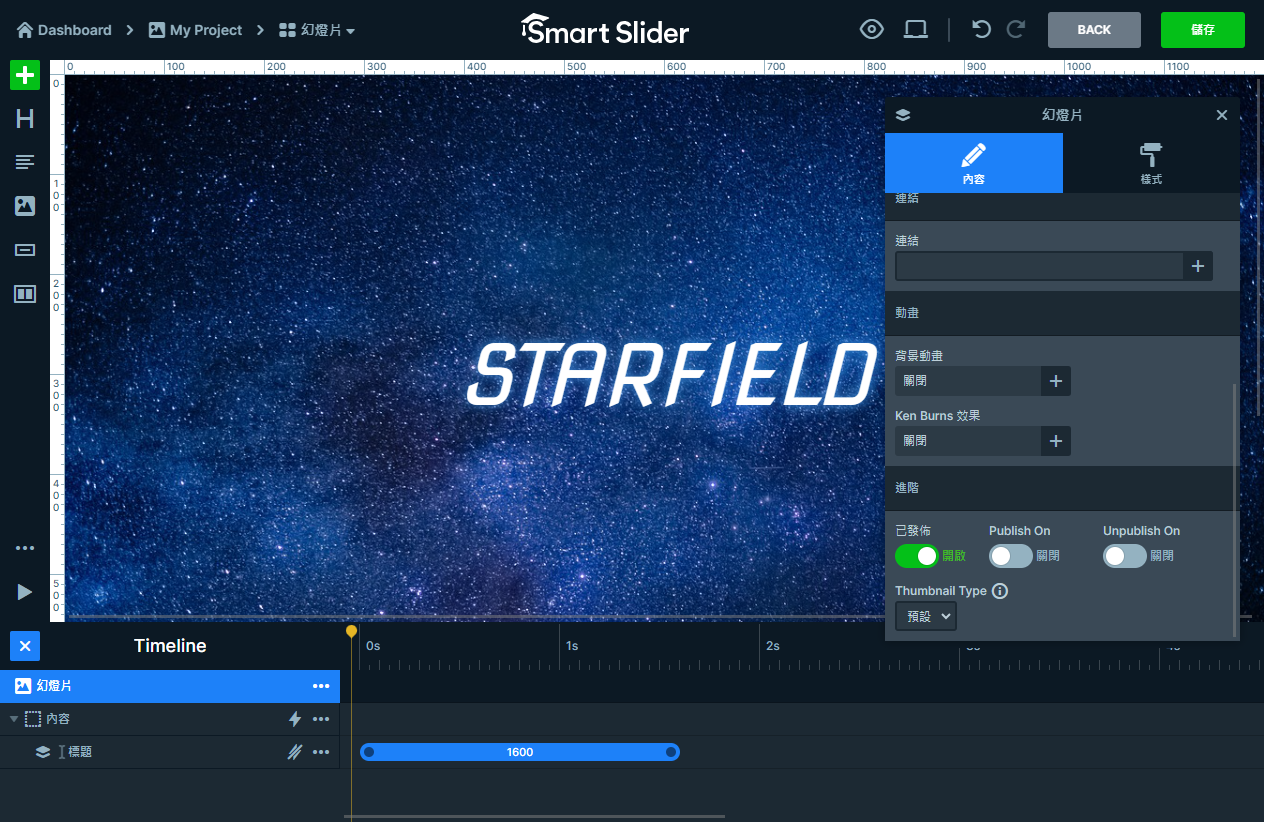 Dashboard
My Project
幻燈片
Smart Slider
BACK
儲存
0 100 200 300 400 500 600 700 800 900 1000 1100
0
100
200
300
400
500
STARFIELD
幻燈片
內容
樣式
連結
連結
動畫
背景動畫
關閉
Ken Burns 效果
關閉
進階
已發佈 Publish On Unpublish On
開啟 關閉 關閉
Thumbnail Type
預設
Timeline
0s 1s 2s
幻燈片
內容
標題
1600